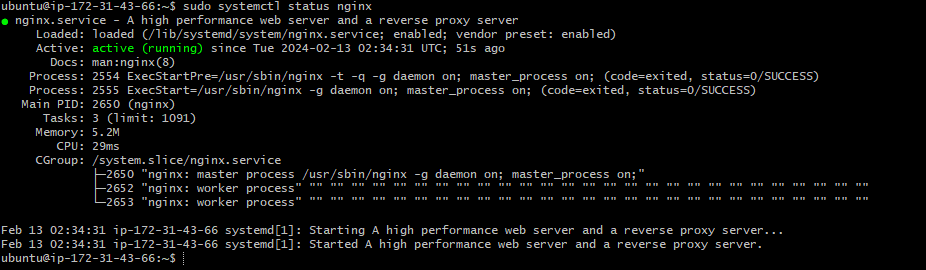 ubuntu@ip-172-31-43-66:~$ sudo systemctl status nginx
● nginx.service - A high performance web server and a reverse proxy server
     Loaded: loaded (/lib/systemd/system/nginx.service; enabled; vendor preset: enabled)
     Active: active (running) since Tue 2024-02-13 02:34:31 UTC; 51s ago
       Docs: man:nginx(8)
    Process: 2554 ExecStartPre=/usr/sbin/nginx -t -q -g daemon on; master_process on; (code=exited, status=0/SUCCESS)
    Process: 2555 ExecStart=/usr/sbin/nginx -g daemon on; master_process on; (code=exited, status=0/SUCCESS)
   Main PID: 2650 (nginx)
      Tasks: 3 (limit: 1091)
     Memory: 5.2M
        CPU: 29ms
     CGroup: /system.slice/nginx.service
             ├─2650 "nginx: master process /usr/sbin/nginx -g daemon on; master_process on;"
             ├─2652 "nginx: worker process" "" "" "" "" "" "" "" "" "" "" "" "" "" "" "" "" "" "" "" "" "" "" "" "" "" "" ""
             └─2653 "nginx: worker process" "" "" "" "" "" "" "" "" "" "" "" "" "" "" "" "" "" "" "" "" "" "" "" "" "" "" ""
Feb 13 02:34:31 ip-172-31-43-66 systemd[1]: Starting A high performance web server and a reverse proxy server...
Feb 13 02:34:31 ip-172-31-43-66 systemd[1]: Started A high performance web server and a reverse proxy server.
ubuntu@ip-172-31-43-66:~$